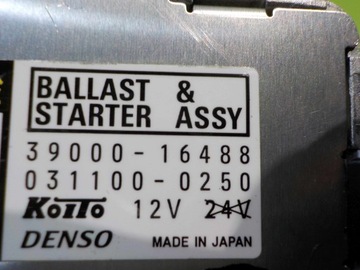 BALLAST &
STARTER ASSY
39000-16488
031100-0250
KOITO 12V 24V
DENSO MADE IN JAPAN